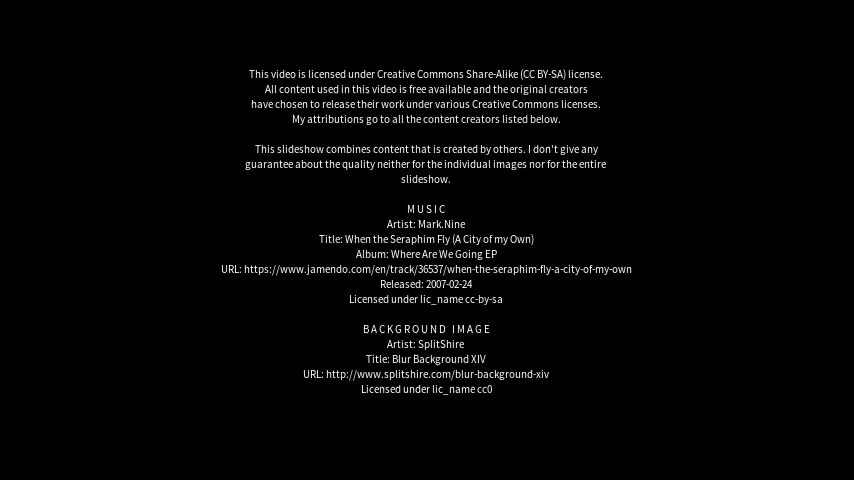 This video is licensed under Creative Commons Share-Alike (CC BY-SA) license.
All content used in this video is free available and the original creators
have chosen to release their work under various Creative Commons licenses.
My attributions go to all the content creators listed below.
This slideshow combines content that is created by others. I don't give any
guarantee about the quality neither for the individual images nor for the entire
slideshow.
M U S I C
Artist: Mark.Nine
Title: When the Seraphim Fly (A City of my Own)
Album: Where Are We Going EP
URL: https://www.jamendo.com/en/track/36537/when-the-seraphim-fly-a-city-of-my-own
Released: 2007-02-24
Licensed under lic_name cc-by-sa
B A C K G R O U N D   I M A G E
Artist: SplitShire
Title: Blur Background XIV
URL: http://www.splitshire.com/blur-background-xiv
Licensed under lic_name cc0